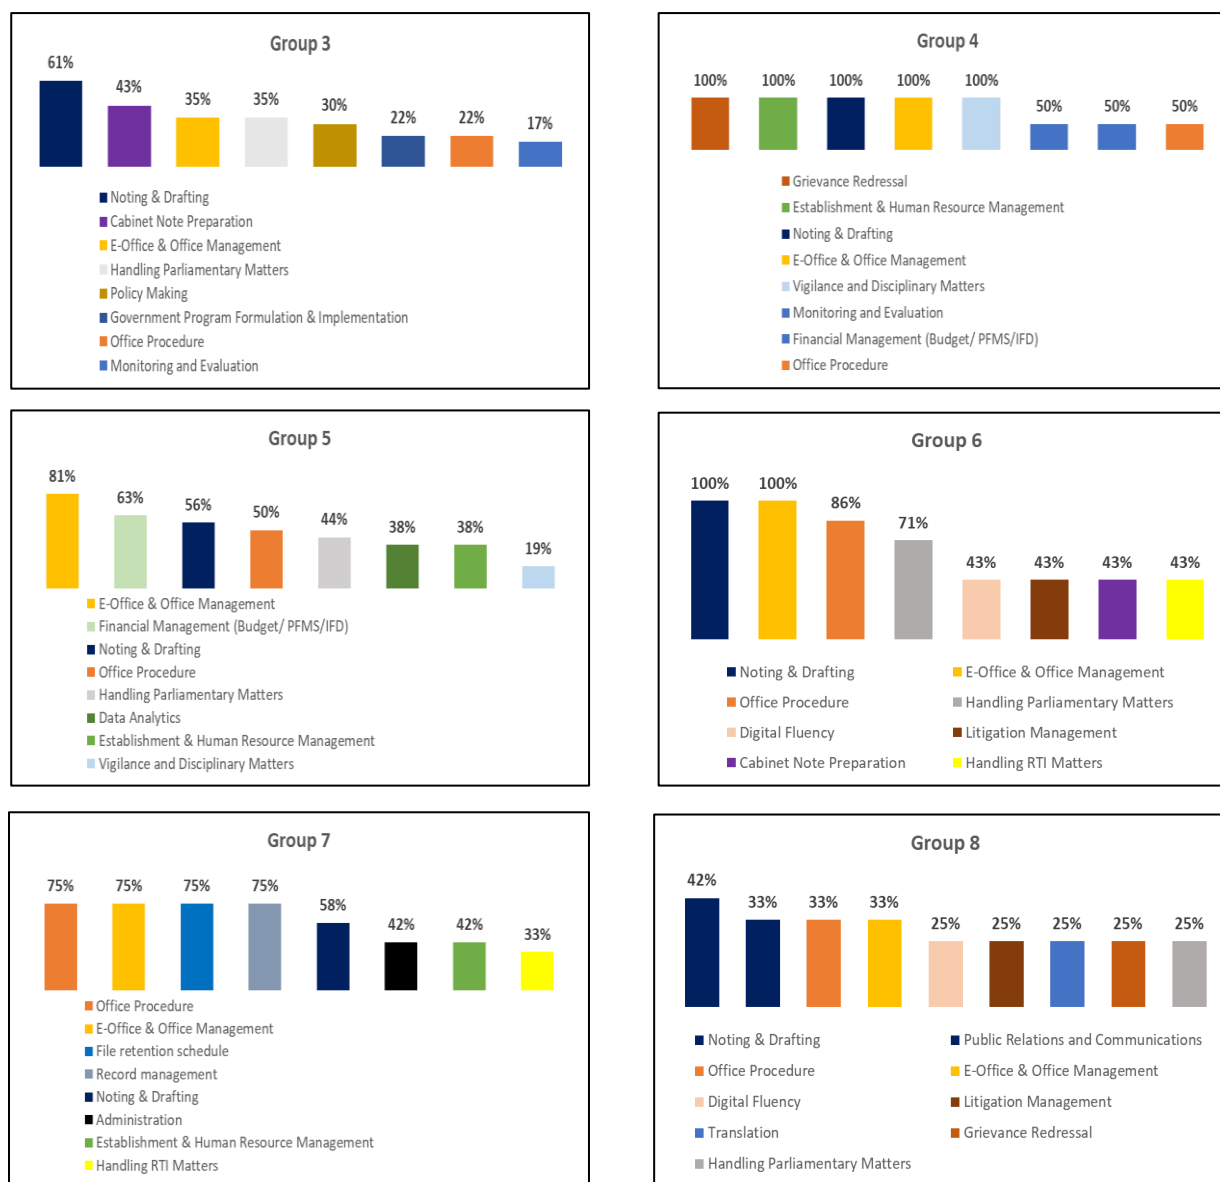 Group 3
61%
43%
35%
35%
30%
22%
22%
17%
Noting & Drafting
Cabinet Note Preparation
E-Office & Office Management
Handling Parliamentary Matters
Policy Making
Government Program Formulation & Implementation
Office Procedure
Monitoring and Evaluation
Group 4
100%
100%
100%
100%
100%
50%
50%
50%
Grievance Redressal
Establishment & Human Resource Management
Noting & Drafting
E-Office & Office Management
Vigilance and Disciplinary Matters
Monitoring and Evaluation
Financial Management (Budget/ PFMS/IFD)
Office Procedure
Group 5
81%
63%
56%
50%
44%
38%
38%
19%
E-Office & Office Management
Financial Management (Budget/ PFMS/IFD)
Noting & Drafting
Office Procedure
Handling Parliamentary Matters
Data Analytics
Establishment & Human Resource Management
Vigilance and Disciplinary Matters
Group 6
100%
100%
86%
71%
43%
43%
43%
43%
Noting & Drafting
E-Office & Office Management
Office Procedure
Handling Parliamentary Matters
Digital Fluency
Litigation Management
Cabinet Note Preparation
Handling RTI Matters
Group 7
75%
75%
75%
75%
58%
42%
42%
33%
Office Procedure
E-Office & Office Management
File retention schedule
Record management
Noting & Drafting
Administration
Establishment & Human Resource Management
Handling RTI Matters
Group 8
42%
33%
33%
33%
25%
25%
25%
25%
25%
Noting & Drafting
Public Relations and Communications
Office Procedure
E-Office & Office Management
Digital Fluency
Litigation Management
Translation
Grievance Redressal
Handling Parliamentary Matters